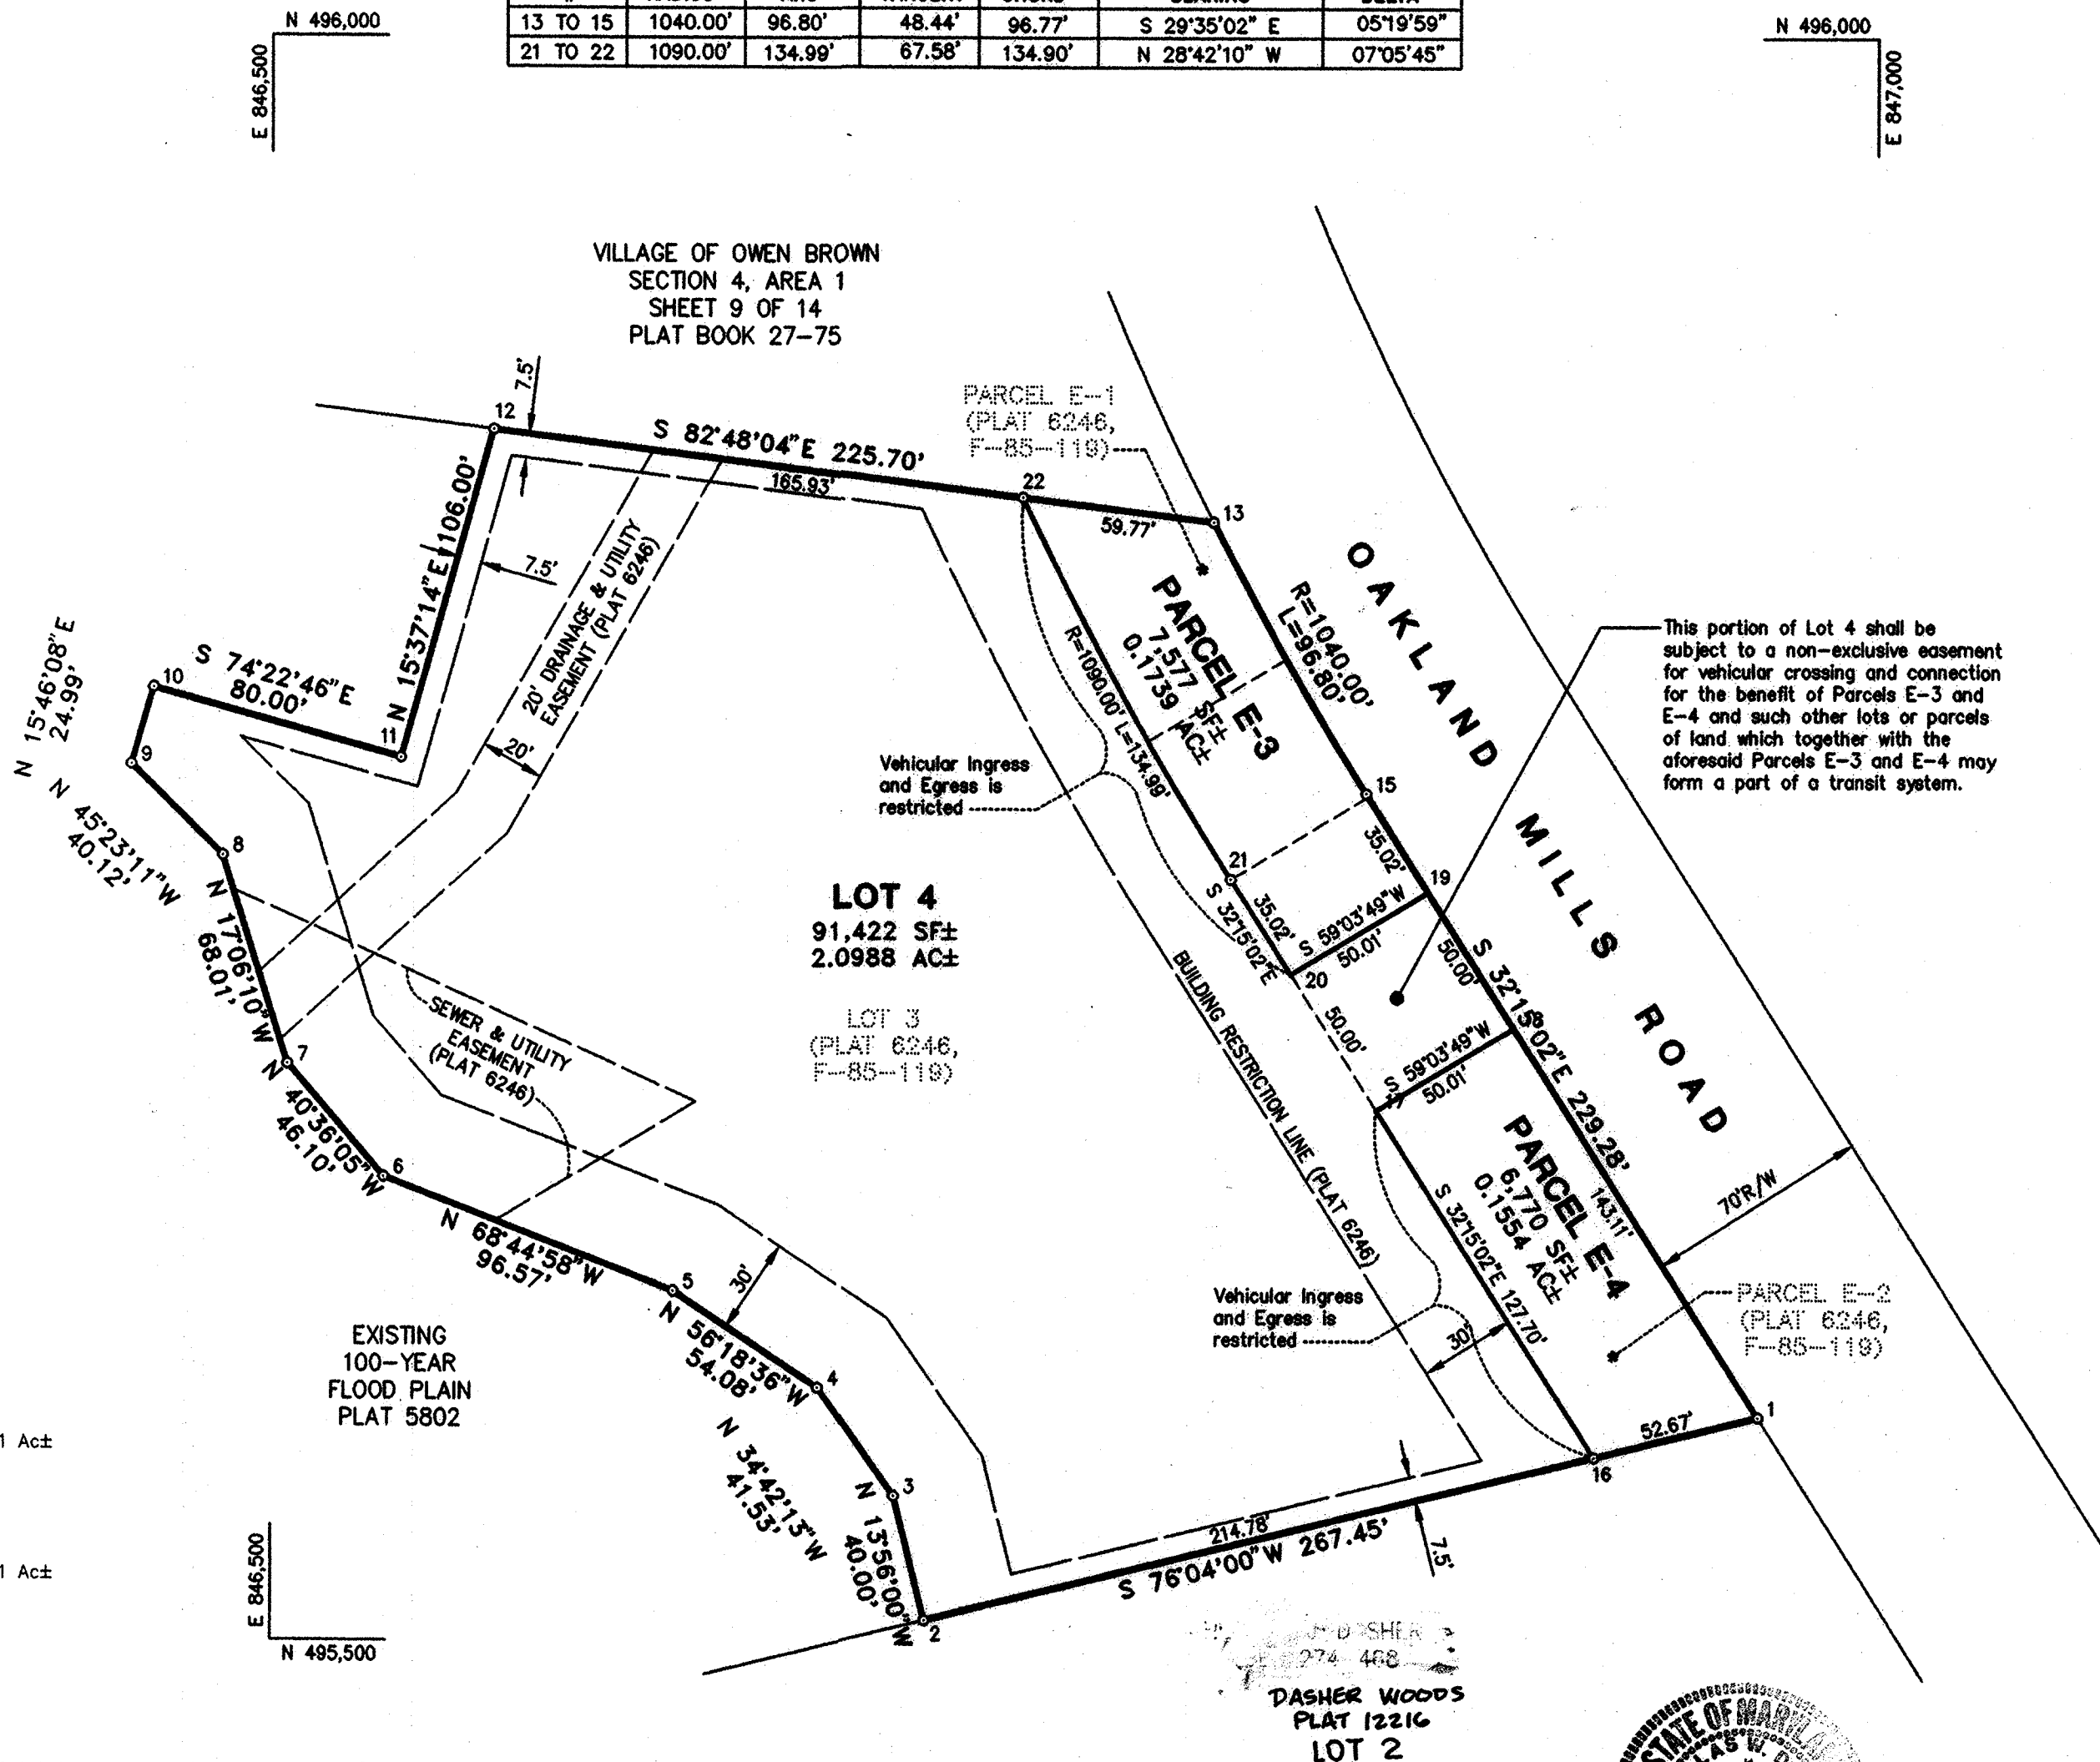 13 TO 15 1040.00' 96.80' 48.44' 96.77' S 29°35'02" E 05°19'59"
21 TO 22 1090.00' 134.99' 67.58' 134.90' N 28°42'10" W 07°05'45"
N 496,000
E 846,500
N 496,000
E 847,000
VILLAGE OF OWEN BROWN
SECTION 4, AREA 1
SHEET 9 OF 14
PLAT BOOK 27-75
7.5'
12
S 82°48'04"E 225.70'
165.93'
PARCEL E-1
(PLAT 6246,
F-85-119)
22
59.77'
13
N 15°37'14"E 106.00'
7.5'
20' DRAINAGE & UTILITY
EASEMENT (PLAT 6246)
20'
OAKLAND MILLS ROAD
R=1040.00'
L=96.80'
PARCEL E-3
7,577 SF±
0.1739 AC±
R=1090.00' L=134.99'
This portion of Lot 4 shall be
subject to a non-exclusive easement
for vehicular crossing and connection
for the benefit of Parcels E-3 and
E-4 and such other lots or parcels
of land which together with the
aforesaid Parcels E-3 and E-4 may
form a part of a transit system.
N 15°46'08"E
24.99'
10
S 74°22'46"E
80.00'
11
9
N 45°23'11"W
40.12'
8
Vehicular Ingress
and Egress is
restricted
15
35.02'
21
19
35.02'
S 32°15'02"E
S 59°03'49"W
50.01'
20
50.00'
50.00'
N 17°06'10"W
68.01'
LOT 4
91,422 SF±
2.0988 AC±
LOT 3
(PLAT 6246,
F-85-119)
BUILDING RESTRICTION LINE (PLAT 6246)
SEWER & UTILITY
EASEMENT
(PLAT 6246)
7
N 40°36'05"W
46.10'
6
S 32°15'02"E 229.28'
S 59°03'49"W
50.01'
143.11'
70'R/W
PARCEL E-4
6,770 SF±
0.1554 AC±
S 32°15'02"E 127.70'
N 68°44'58"W
96.57'
5
30'
N 56°18'36"W
54.08'
4
Vehicular Ingress
and Egress is
restricted
30'
PARCEL E-2
(PLAT 6246,
F-85-119)
EXISTING
100-YEAR
FLOOD PLAIN
PLAT 5802
1 Ac±
N 34°42'13"W
41.53'
3
1
52.67'
16
N 13°56'00"W
40.00'
214.78'
S 76°04'00"W 267.45'
7.5'
2
1 Ac±
E 846,500
N 495,500
DASHER WOODS
PLAT 12216
LOT 2
STATE OF MARYLA